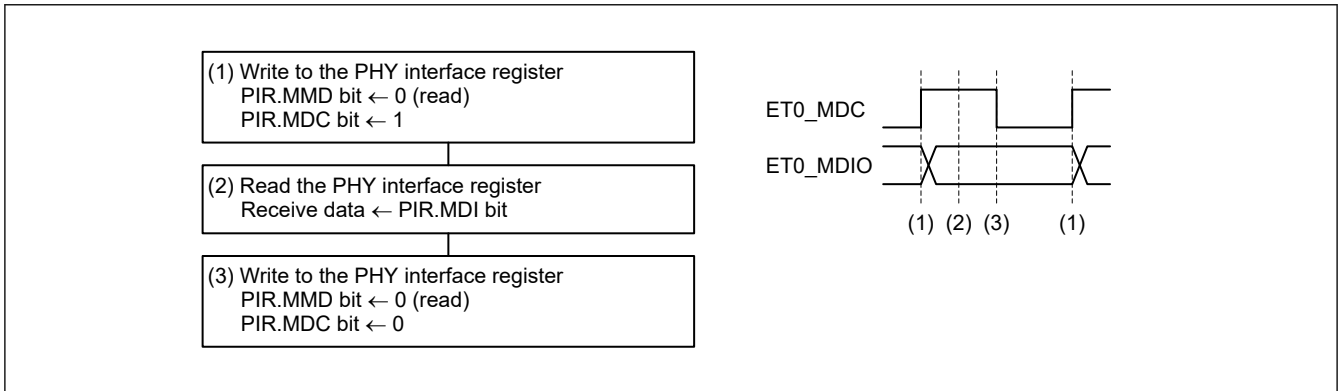 (1) Write to the PHY interface register
PIR.MMD bit ← 0 (read)
PIR.MDC bit ← 1
(2) Read the PHY interface register
Receive data ← PIR.MDI bit
(3) Write to the PHY interface register
PIR.MMD bit ← 0 (read)
PIR.MDC bit ← 0
ET0_MDC
ET0_MDIO
(1) (2) (3) (1)